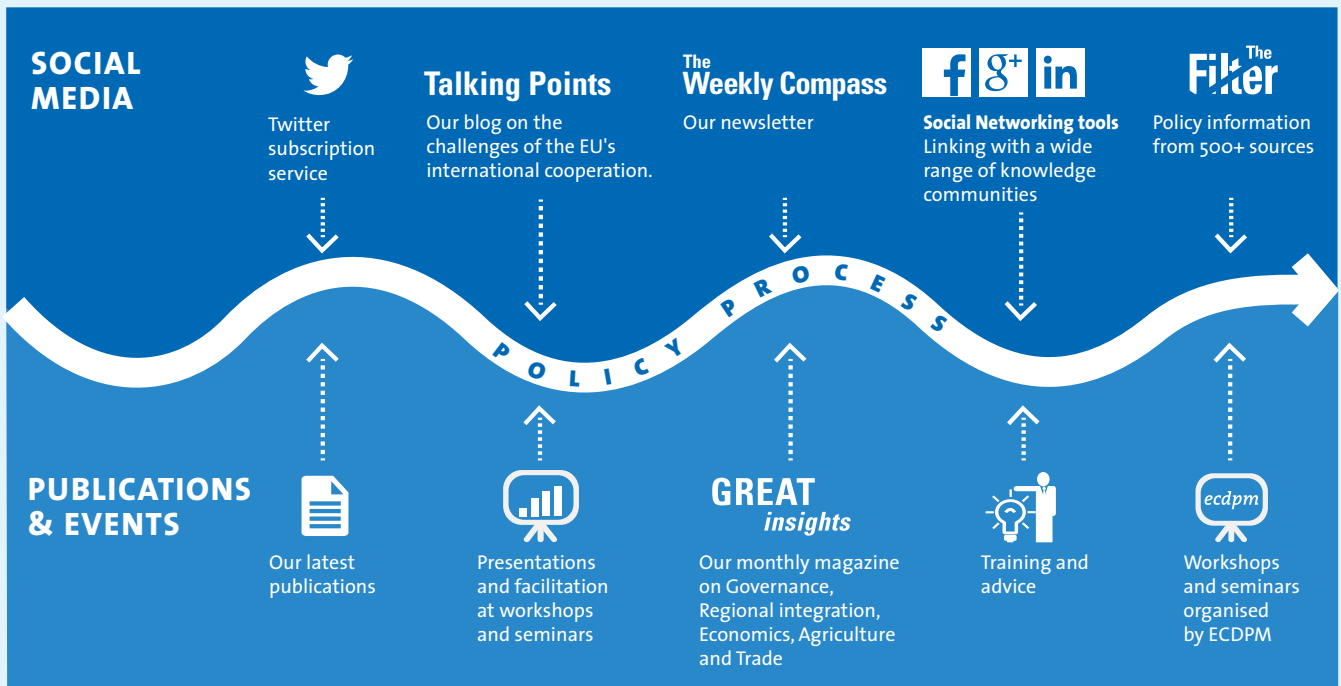 SOCIAL
MEDIA
Twitter
subscription
service
Talking Points
Our blog on the
challenges of the EU's
international cooperation.
The
Weekly Compass
Our newsletter
f g+ in
Social Networking tools
Linking with a wide
range of knowledge
communities
The
Filter
Policy information
from 500+ sources
POLICY PROCESS
PUBLICATIONS
& EVENTS
Our latest
publications
Presentations
and facilitation
at workshops
and seminars
GREAT
insights
Our monthly magazine
on Governance,
Regional integration,
Economics, Agriculture
and Trade
Training and
advice
ecdpm
Workshops
and seminars
organised
by ECDPM